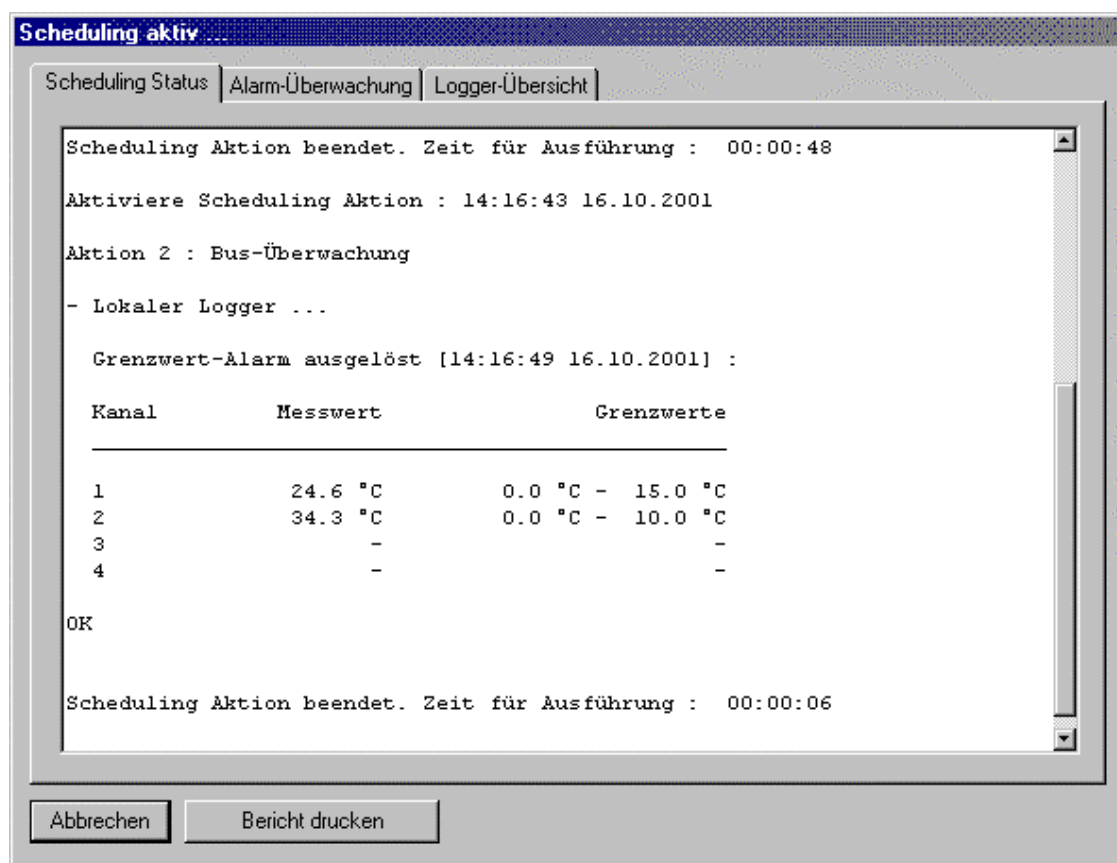 Scheduling aktiv ...
Scheduling Status
Alarm-Überwachung
Logger-Übersicht
Scheduling Aktion beendet. Zeit für Ausführung : 00:00:48
Aktiviere Scheduling Aktion : 14:16:43 16.10.2001
Aktion 2 : Bus-Überwachung
- Lokaler Logger ...
Grenzwert-Alarm ausgelöst [14:16:49 16.10.2001] :
Kanal Messwert Grenzwerte
1 24.6 °C 0.0 °C - 15.0 °C
2 34.3 °C 0.0 °C - 10.0 °C
3 - -
4 - -
OK
Scheduling Aktion beendet. Zeit für Ausführung : 00:00:06
Abbrechen
Bericht drucken